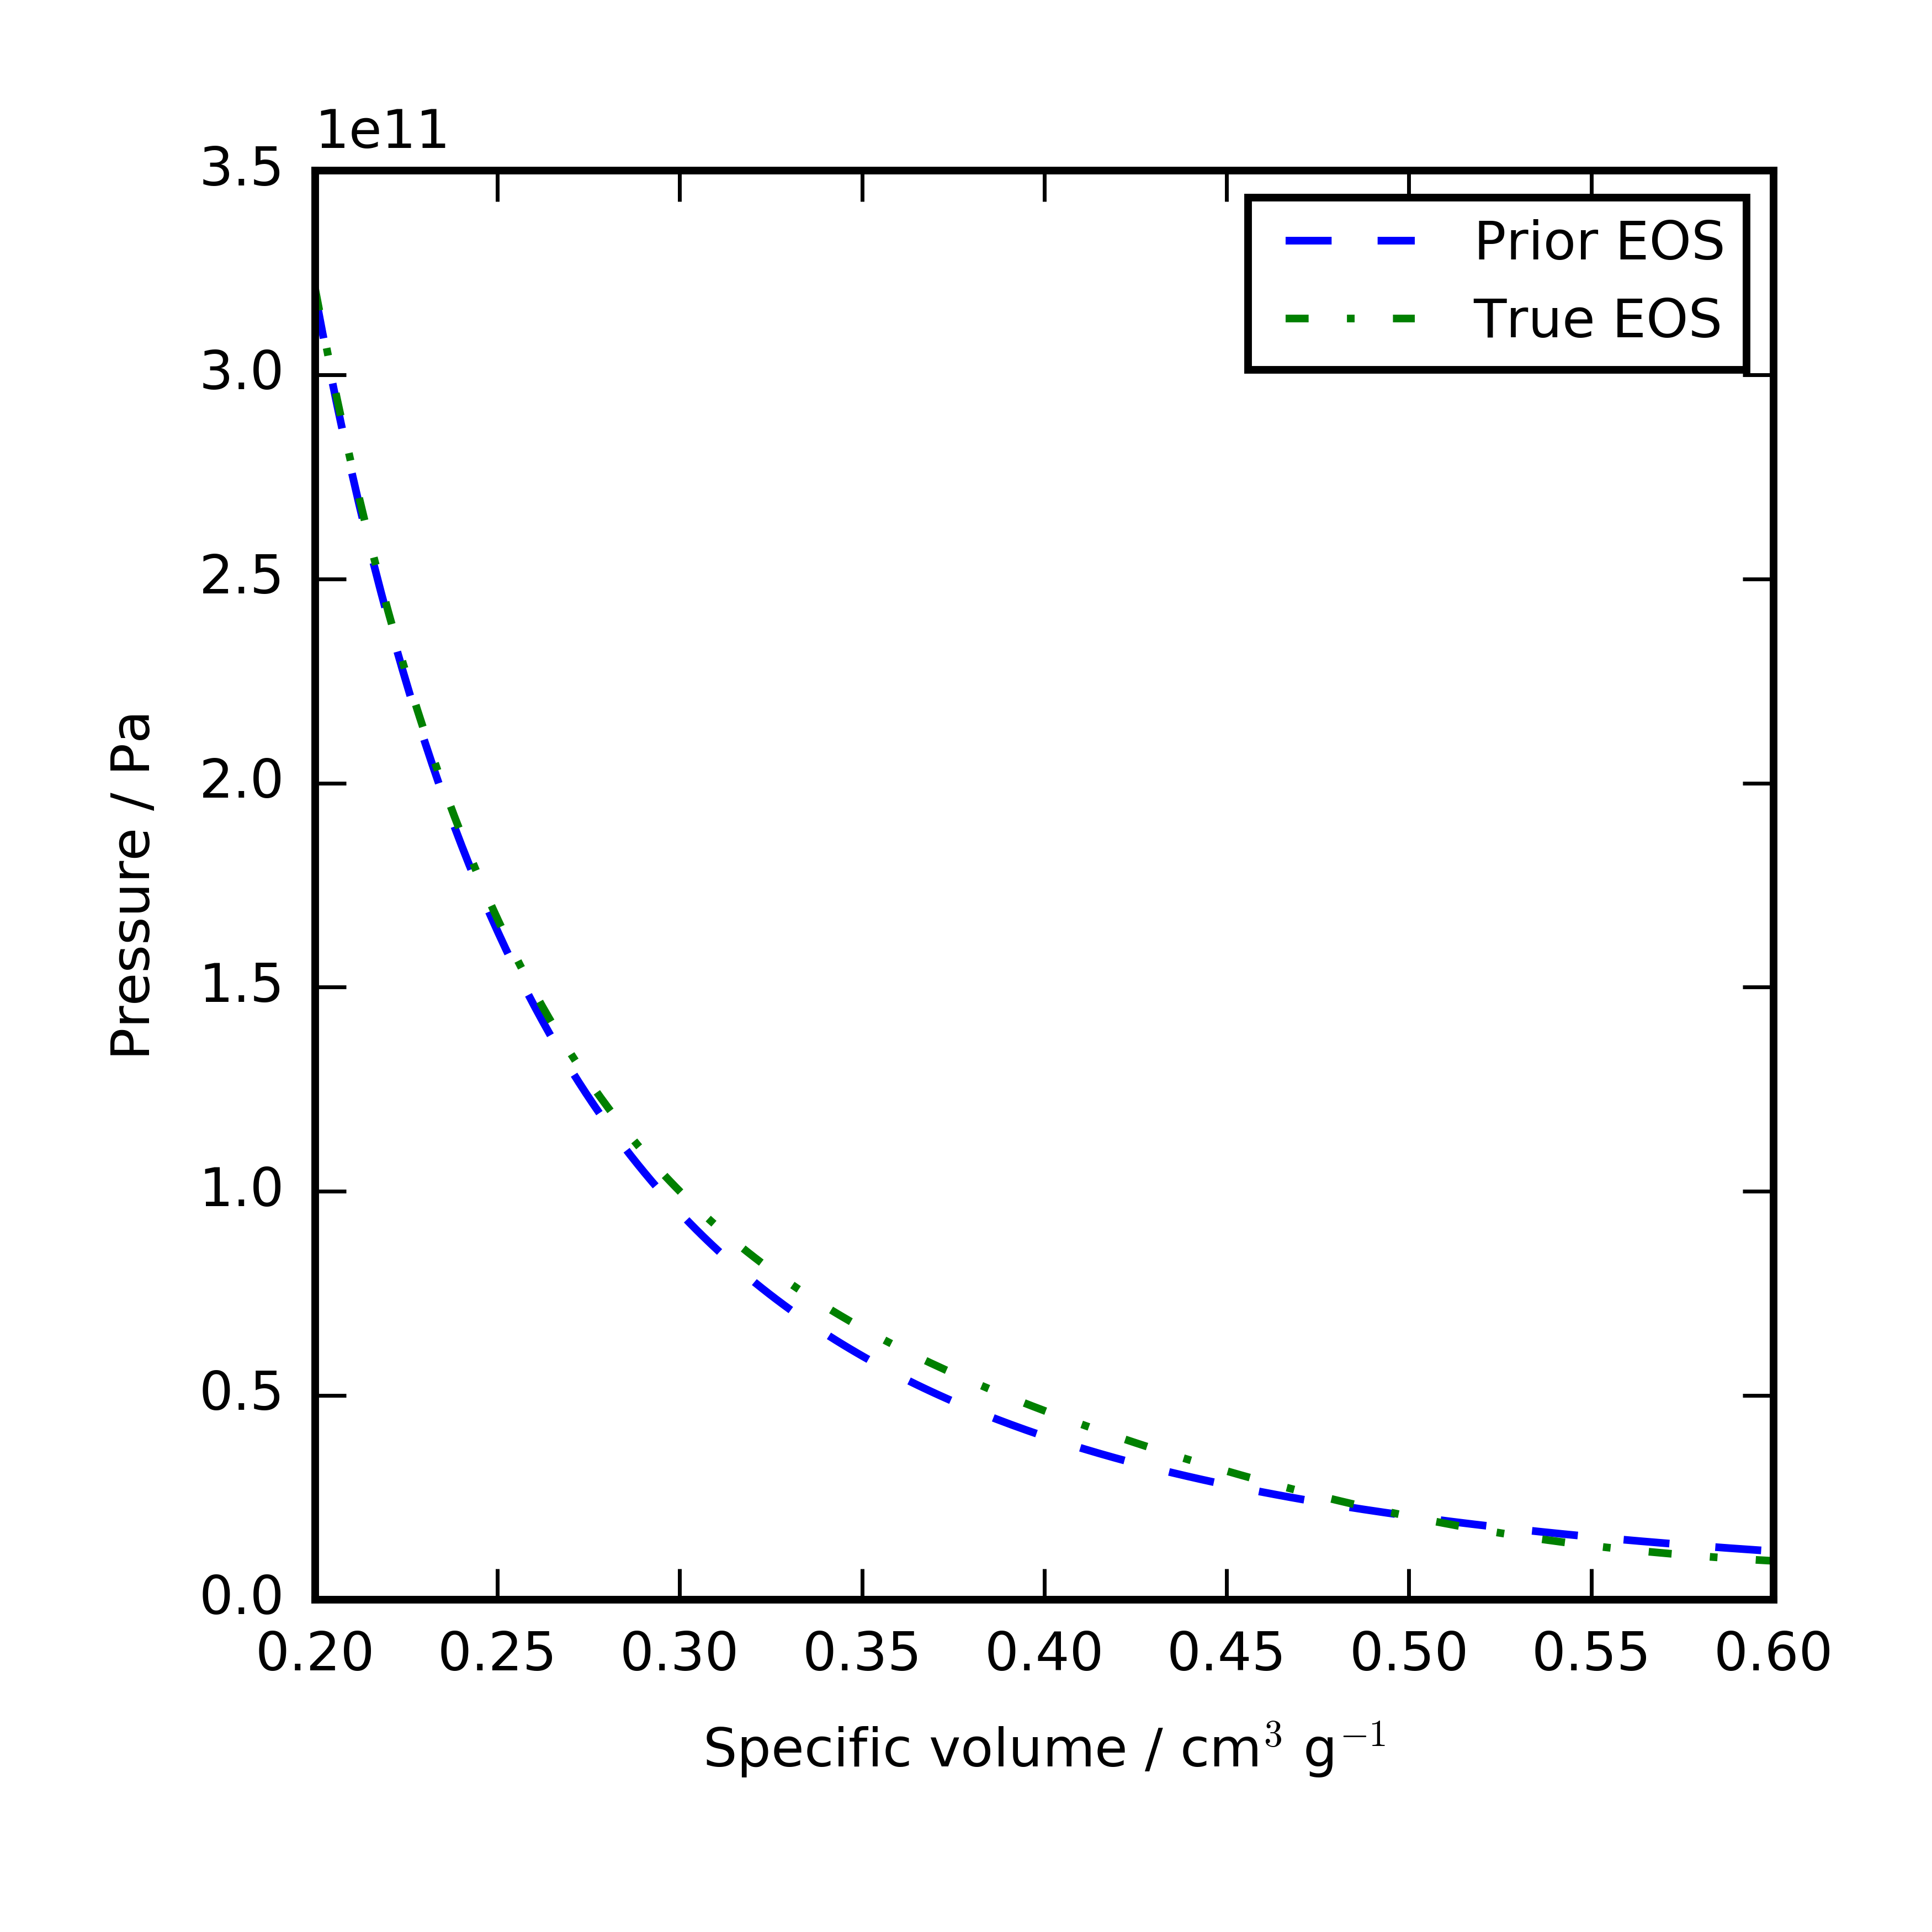 1e11
3.5
3.0
2.5
2.0
1.5
1.0
0.5
0.0
Pressure / Pa
Prior EOS
True EOS
0.20 0.25 0.30 0.35 0.40 0.45 0.50 0.55 0.60
Specific volume / cm³ g⁻¹